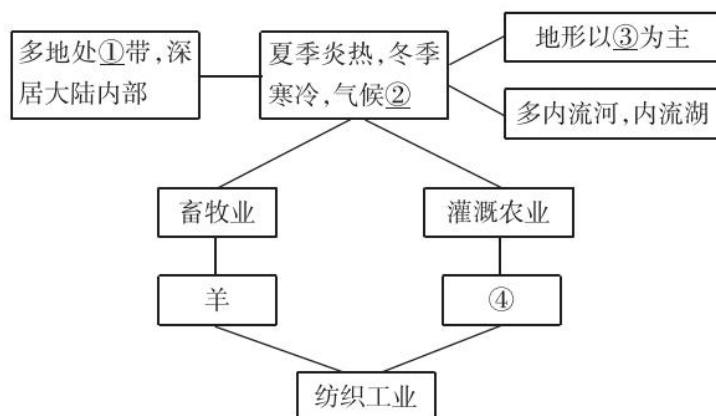 多地处①带,深
居大陆内部
夏季炎热,冬季
寒冷,气候②
地形以③为主
多内流河,内流湖
畜牧业
灌溉农业
羊
④
纺织工业